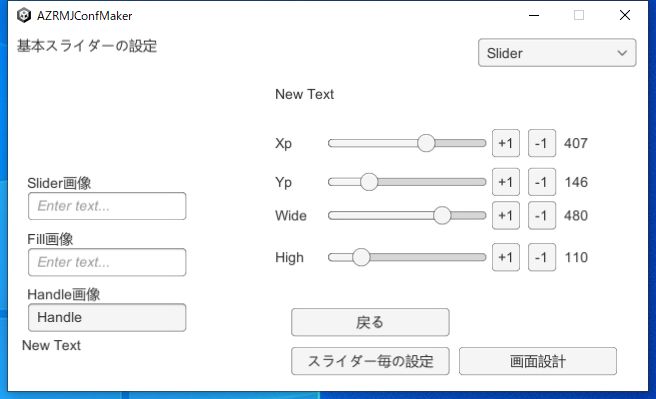 AZRMJConfMaker
基本スライダーの設定
Slider
New Text
Xp +1 -1 407
Yp +1 -1 146
Wide +1 -1 480
High +1 -1 110
Slider画像
Enter text...
Fill画像
Enter text...
Handle画像
Handle
New Text
戻る
スライダー毎の設定 画面設計